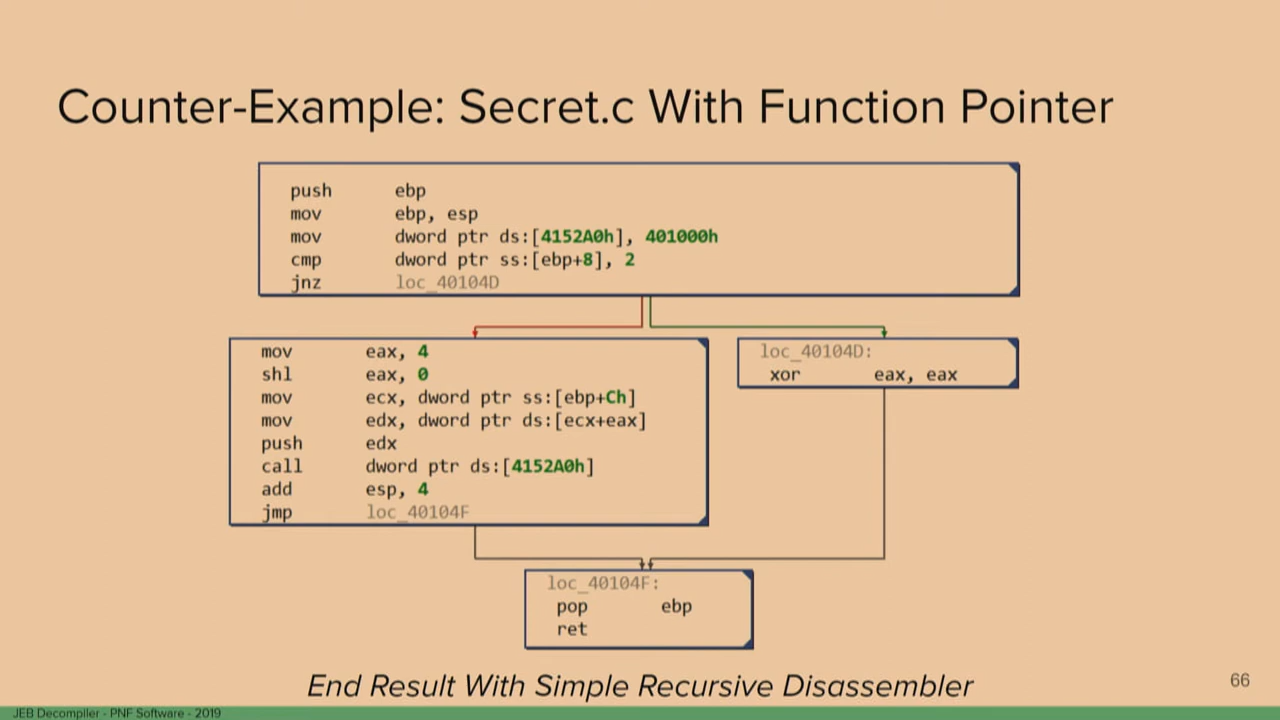 Counter-Example: Secret.c With Function Pointer
push ebp
mov ebp, esp
mov dword ptr ds:[4152A0h], 401000h
cmp dword ptr ss:[ebp+8], 2
jnz loc_40104D
mov eax, 4
shl eax, 0
mov ecx, dword ptr ss:[ebp+Ch]
mov edx, dword ptr ds:[ecx+eax]
push edx
call dword ptr ds:[4152A0h]
add esp, 4
jmp loc_40104F
loc_40104D:
xor eax, eax
loc_40104F:
pop ebp
ret
End Result With Simple Recursive Disassembler
66
JEB Decompiler - PNF Software - 2019